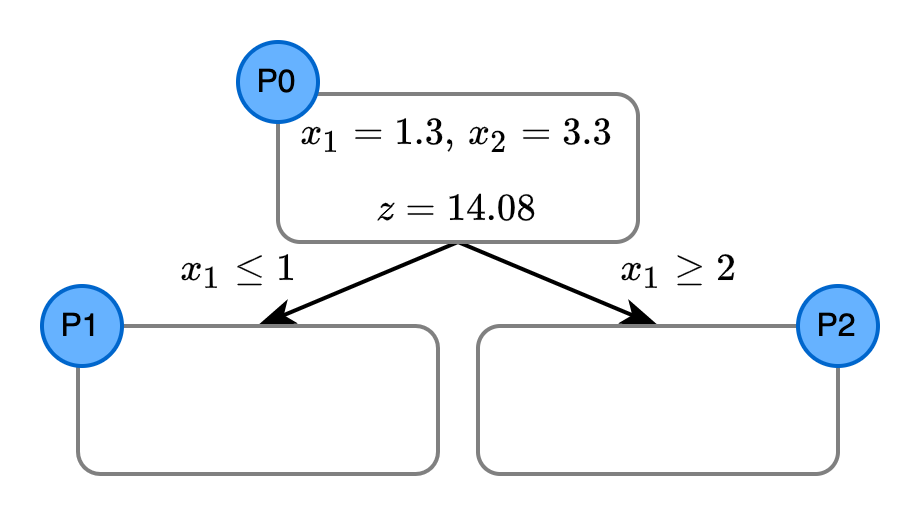 P0
x₁ = 1.3, x₂ = 3.3
z = 14.08
x₁ ≤ 1
x₁ ≥ 2
P1
P2